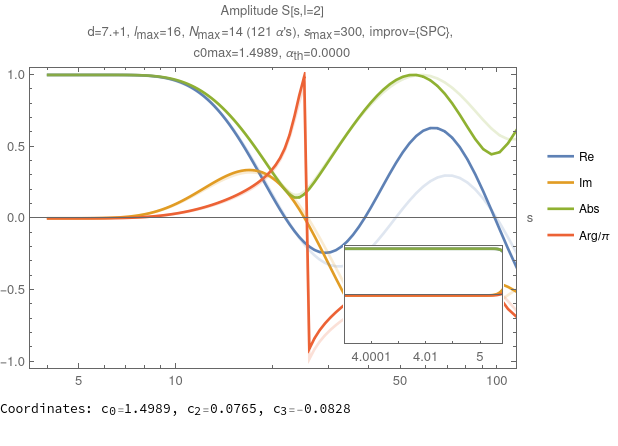 Amplitude S[s,l=2]
d=7.+1, lmax=16, Nmax=14 (121 α's), smax=300, improv={SPC},
c0max=1.4989, αth=0.0000
1.0
0.5
0.0
−0.5
−1.0
s
Re
Im
Abs
Arg/π
4.0001 4.01 5
5 10 50 100
Coordinates: c₀=1.4989, c₂=0.0765, c₃=−0.0828